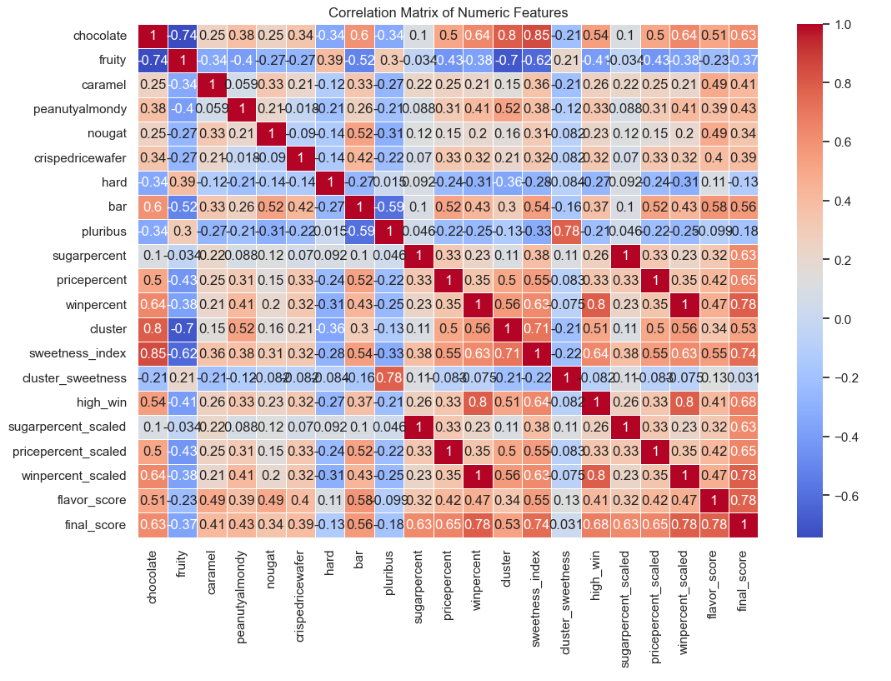 Correlation Matrix of Numeric Features
chocolate 1 -0.74 0.25 0.38 0.25 0.34 -0.34 0.6 -0.34 0.1 0.5 0.64 0.8 0.85 -0.21 0.54 0.1 0.5 0.64 0.51 0.63
fruity -0.74 1 -0.34 -0.4 -0.27 -0.27 0.39 -0.52 0.3 -0.034 -0.43 -0.38 -0.7 -0.62 0.21 -0.41 -0.034 -0.43 -0.38 -0.23 -0.37
caramel 0.25 -0.34 1 0.059 0.33 0.21 -0.12 0.33 -0.27 0.22 0.25 0.21 0.15 0.36 -0.21 0.26 0.22 0.25 0.21 0.49 0.41
peanutyalmondy 0.38 -0.4 0.059 1 0.21 -0.018 -0.21 0.26 -0.21 0.088 0.31 0.41 0.52 0.38 -0.12 0.33 0.088 0.31 0.41 0.39 0.43
nougat 0.25 -0.27 0.33 0.21 1 -0.09 -0.14 0.52 -0.31 0.12 0.15 0.2 0.16 0.31 -0.082 0.23 0.12 0.15 0.2 0.49 0.34
crispedricewafer 0.34 -0.27 0.21 -0.018 -0.09 1 -0.14 0.42 -0.22 0.07 0.33 0.32 0.21 0.32 -0.082 0.32 0.07 0.33 0.32 0.4 0.39
hard -0.34 0.39 -0.12 -0.21 -0.14 -0.14 1 -0.27 0.015 0.092 -0.24 -0.31 -0.36 -0.28 -0.084 -0.27 0.092 -0.24 -0.31 0.11 -0.13
bar 0.6 -0.52 0.33 0.26 0.52 0.42 -0.27 1 -0.59 0.1 0.52 0.43 0.3 0.54 -0.16 0.37 0.1 0.52 0.43 0.58 0.56
pluribus -0.34 0.3 -0.27 -0.21 -0.31 -0.22 0.015 -0.59 1 0.046 -0.22 -0.25 -0.13 -0.33 0.78 -0.21 0.046 -0.22 -0.25 -0.099 -0.18
sugarpercent 0.1 -0.034 0.22 0.088 0.12 0.07 0.092 0.1 0.046 1 0.33 0.23 0.11 0.38 0.11 0.26 1 0.33 0.23 0.32 0.63
pricepercent 0.5 -0.43 0.25 0.31 0.15 0.33 -0.24 0.52 -0.22 0.33 1 0.35 0.5 0.55 -0.083 0.33 0.33 1 0.35 0.42 0.65
winpercent 0.64 -0.38 0.21 0.41 0.2 0.32 -0.31 0.43 -0.25 0.23 0.35 1 0.56 0.63 -0.075 0.8 0.23 0.35 1 0.47 0.78
cluster 0.8 -0.7 0.15 0.52 0.16 0.21 -0.36 0.3 -0.13 0.11 0.5 0.56 1 0.71 -0.21 0.51 0.11 0.5 0.56 0.34 0.53
sweetness_index 0.85 -0.62 0.36 0.38 0.31 0.32 -0.28 0.54 -0.33 0.38 0.55 0.63 0.71 1 -0.22 0.64 0.38 0.55 0.63 0.55 0.74
cluster_sweetness -0.21 0.21 -0.21 -0.12 -0.082 -0.082 -0.084 -0.16 0.78 0.11 -0.083 -0.075 -0.21 -0.22 1 -0.082 0.11 -0.083 -0.075 0.13 0.031
high_win 0.54 -0.41 0.26 0.33 0.23 0.32 -0.27 0.37 -0.21 0.26 0.33 0.8 0.51 0.64 -0.082 1 0.26 0.33 0.8 0.41 0.68
sugarpercent_scaled 0.1 -0.034 0.22 0.088 0.12 0.07 0.092 0.1 0.046 1 0.33 0.23 0.11 0.38 0.11 0.26 1 0.33 0.23 0.32 0.63
pricepercent_scaled 0.5 -0.43 0.25 0.31 0.15 0.33 -0.24 0.52 -0.22 0.33 1 0.35 0.5 0.55 -0.083 0.33 0.33 1 0.35 0.42 0.65
winpercent_scaled 0.64 -0.38 0.21 0.41 0.2 0.32 -0.31 0.43 -0.25 0.23 0.35 1 0.56 0.63 -0.075 0.8 0.23 0.35 1 0.47 0.78
flavor_score 0.51 -0.23 0.49 0.39 0.49 0.4 0.11 0.58 -0.099 0.32 0.42 0.47 0.34 0.55 0.13 0.41 0.32 0.42 0.47 1 0.78
final_score 0.63 -0.37 0.41 0.43 0.34 0.39 -0.13 0.56 -0.18 0.63 0.65 0.78 0.53 0.74 0.031 0.68 0.63 0.65 0.78 0.78 1
chocolate
fruity
caramel
peanutyalmondy
nougat
crispedricewafer
hard
bar
pluribus
sugarpercent
pricepercent
winpercent
cluster
sweetness_index
cluster_sweetness
high_win
sugarpercent_scaled
pricepercent_scaled
winpercent_scaled
flavor_score
final_score
1.0
0.8
0.6
0.4
0.2
0.0
−0.2
−0.4
−0.6